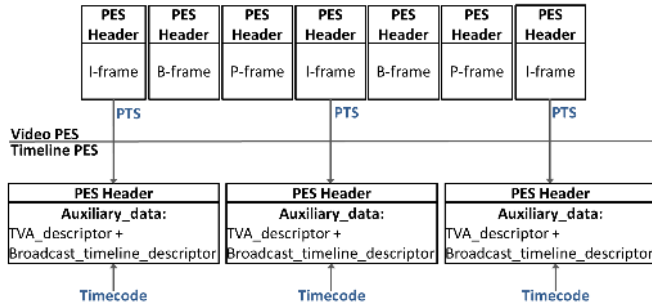 PES Header PES Header PES Header PES Header PES Header PES Header PES Header
I-frame B-frame P-frame I-frame B-frame P-frame I-frame
PTS PTS PTS
Video PES
Timeline PES
PES Header PES Header PES Header
Auxiliary_data: Auxiliary_data: Auxiliary_data:
TVA_descriptor + TVA_descriptor + TVA_descriptor +
Broadcast_timeline_descriptor Broadcast_timeline_descriptor Broadcast_timeline_descriptor
Timecode Timecode Timecode